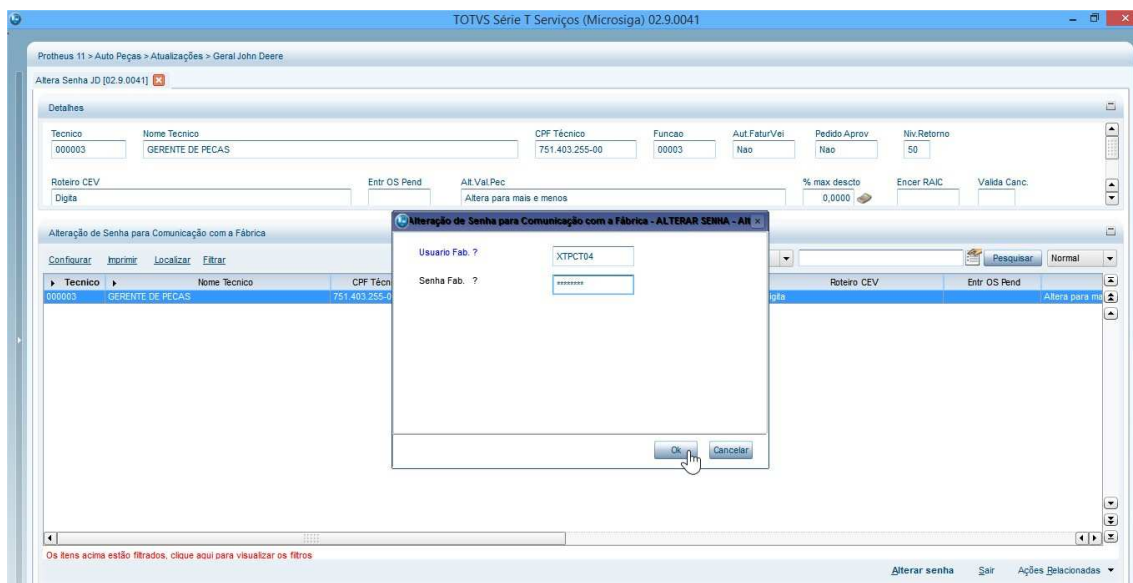 TOTVS Série T Serviços (Microsiga) 02.9.0041
Protheus 11 > Auto Peças > Atualizações > Geral John Deere
Altera Senha JD [02.9.0041]
Detalhes
Tecnico Nome Tecnico CPF Técnico Funcao Aut.FaturVei Pedido Aprov Niv.Retorno
000003 GERENTE DE PECAS 751.403.255-00 00003 Nao Nao 50
Roteiro CEV Entr OS Pend Alt.Val.Pec % max descto Encer RAIC Valida Canc.
Digita Altera para mais e menos 0,0000
Alteração de Senha para Comunicação com a Fábrica - ALTERAR SENHA - Alt
Alteração de Senha para Comunicação com a Fábrica
Usuario Fab. ? XTPCT04
Configurar Imprimir Localizar Filtrar Pesquisar Normal
Senha Fab. ? ********
Tecnico Nome Tecnico CPF Técn Roteiro CEV Entr OS Pend
000003 GERENTE DE PECAS 751.403.255-0 igita Altera para ma
Ok Cancelar
Os itens acima estão filtrados, clique aqui para visualizar os filtros
Alterar senha Sair Ações Relacionadas